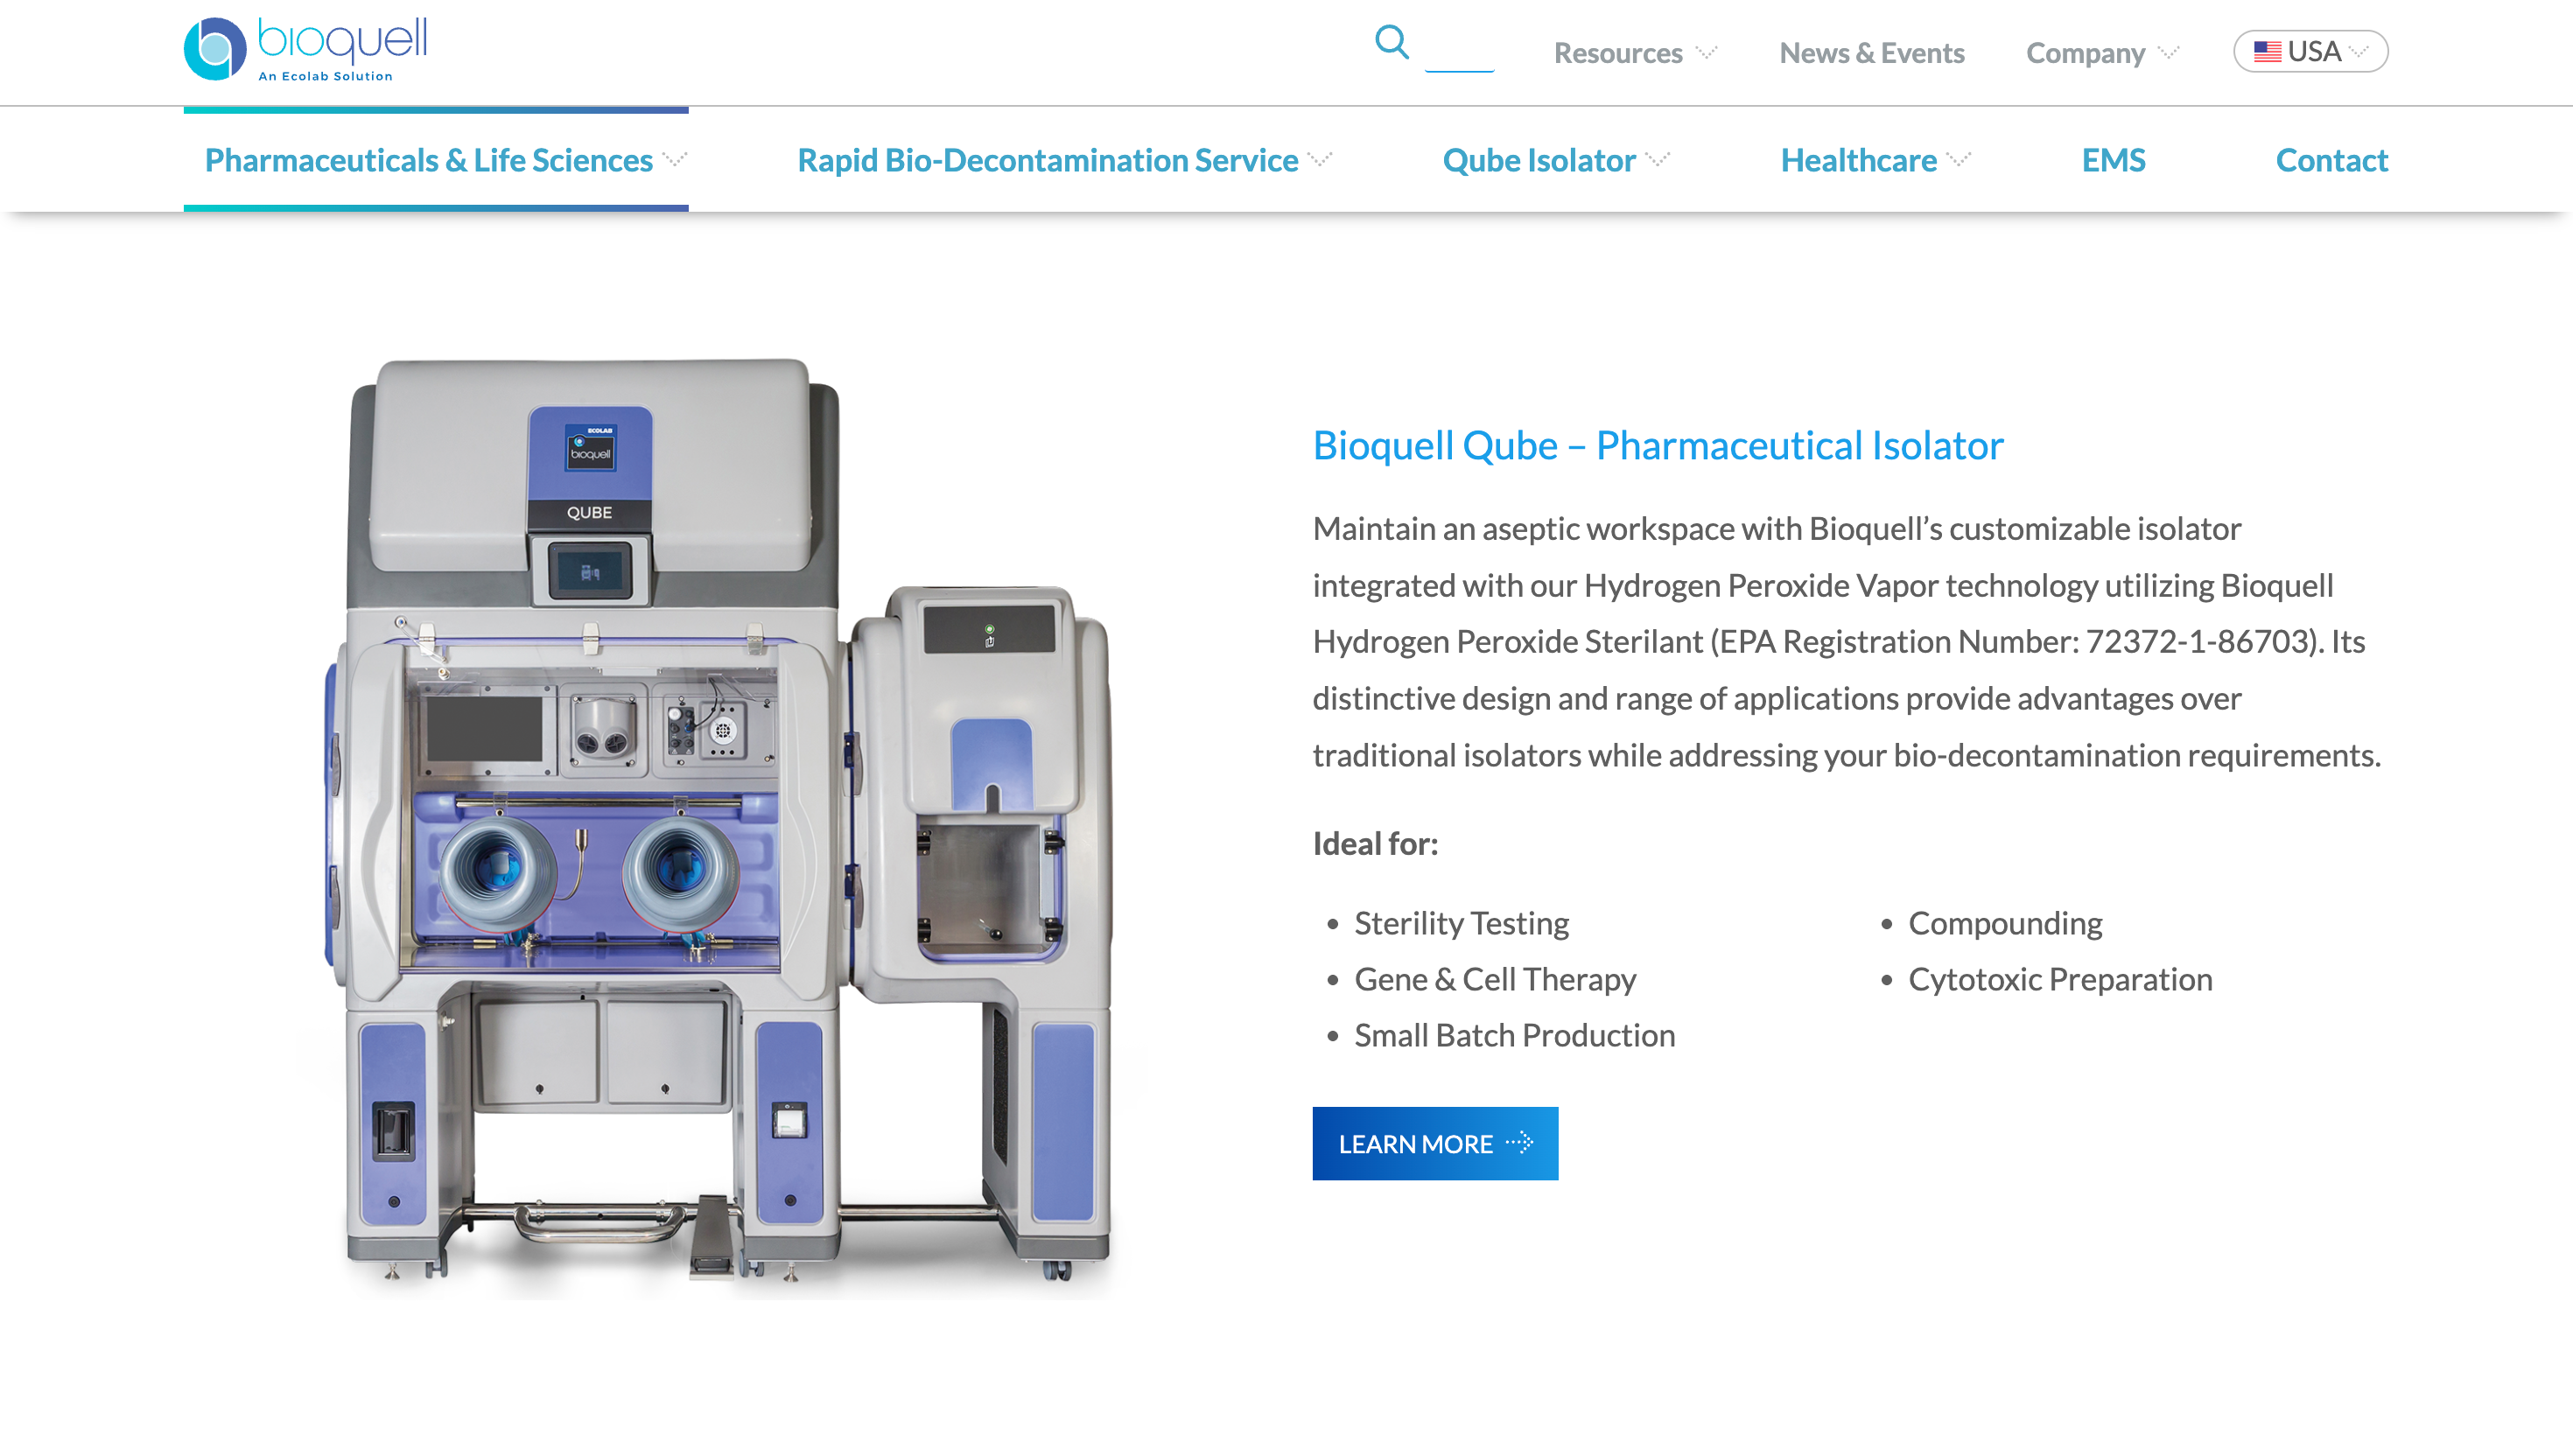 bioquell
An Ecolab Solution
Resources
News & Events
Company
USA
Pharmaceuticals & Life Sciences
Rapid Bio-Decontamination Service
Qube Isolator
Healthcare
EMS
Contact
ECOLAB
bioquell
QUBE
Bioquell Qube – Pharmaceutical Isolator
Maintain an aseptic workspace with Bioquell’s customizable isolator
integrated with our Hydrogen Peroxide Vapor technology utilizing Bioquell
Hydrogen Peroxide Sterilant (EPA Registration Number: 72372-1-86703). Its
distinctive design and range of applications provide advantages over
traditional isolators while addressing your bio-decontamination requirements.
Ideal for:
• Sterility Testing
• Gene & Cell Therapy
• Small Batch Production
• Compounding
• Cytotoxic Preparation
LEARN MORE